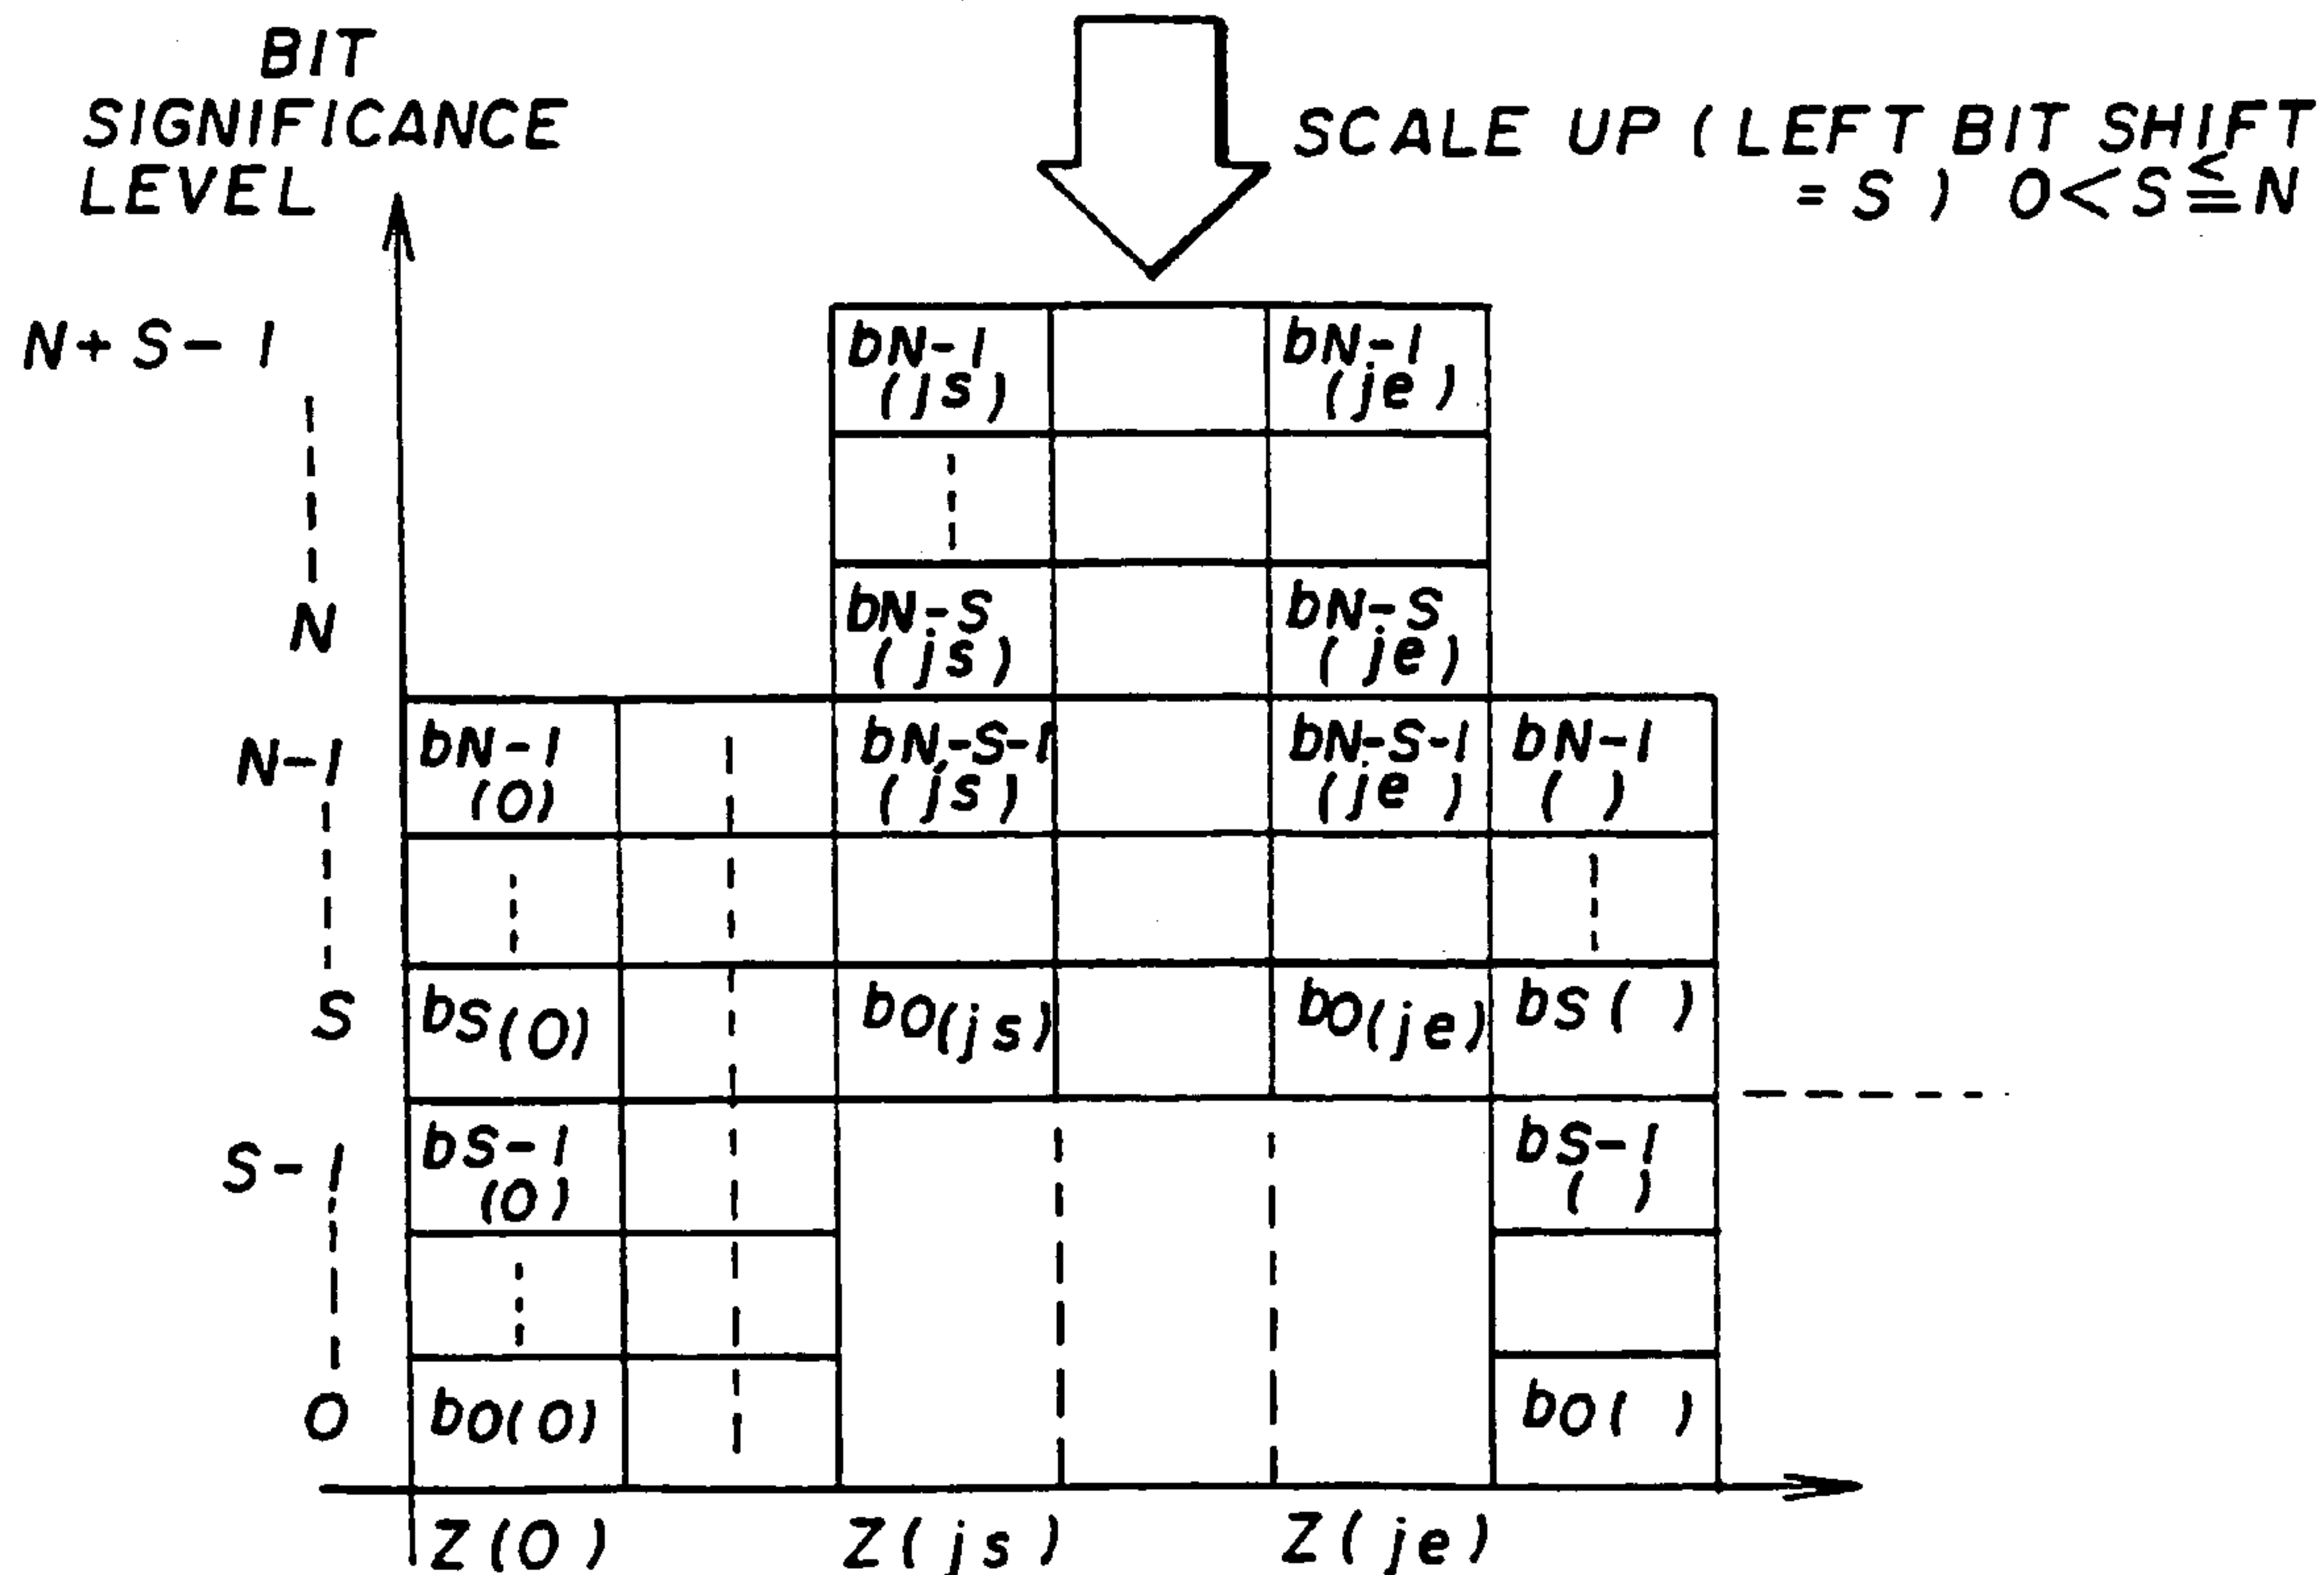 BIT
SIGNIFICANCE
LEVEL
SCALE UP (LEFT BIT SHIFT
= S ) 0<S≦N
N+S-1
bN-1
(js)
bN-1
(je)
N
bN-S
(js)
bN-S
(je)
N-1
bN-1
(0)
bN-S-1
(js)
bN-S-1
(je)
bN-1
( )
S
bS(0)
b0(js)
b0(je)
bS( )
S-1
bS-1
(0)
bS-1
( )
0
b0(0)
b0( )
Z(0)
Z(js)
Z(je)